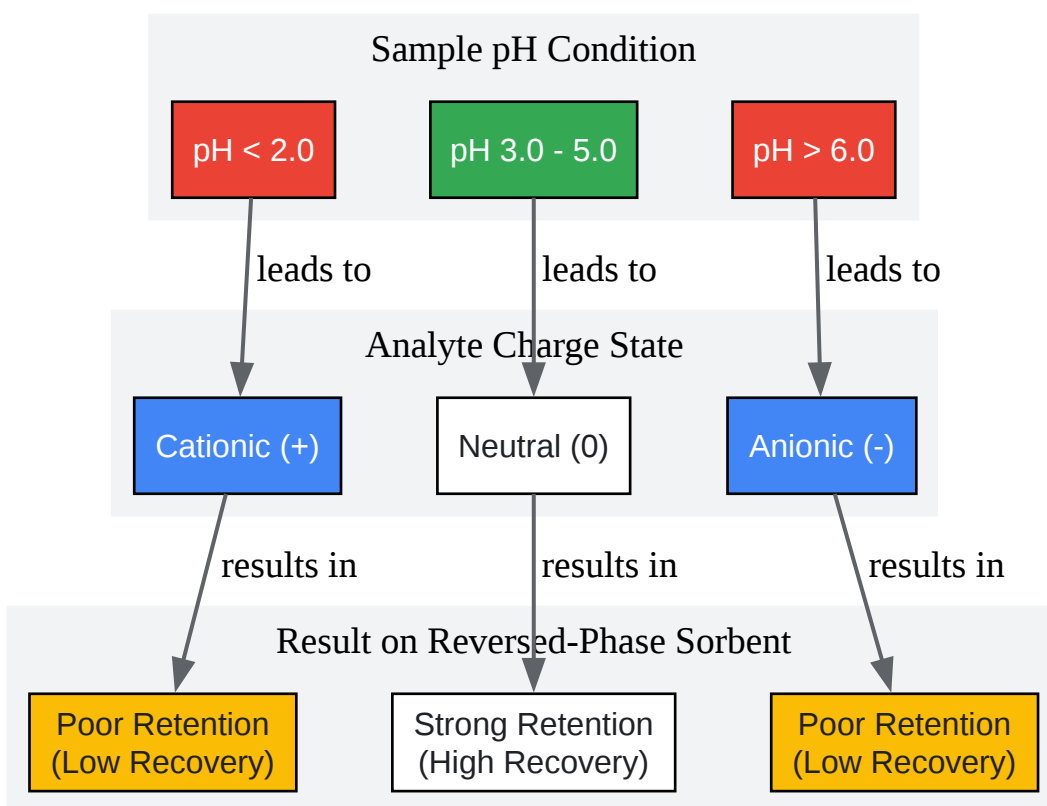 Sample pH Condition
pH < 2.0
pH 3.0 - 5.0
pH > 6.0
leads to
leads to
leads to
Analyte Charge State
Cationic (+)
Neutral (0)
Anionic (-)
results in
results in
results in
Result on Reversed-Phase Sorbent
Poor Retention
(Low Recovery)
Strong Retention
(High Recovery)
Poor Retention
(Low Recovery)